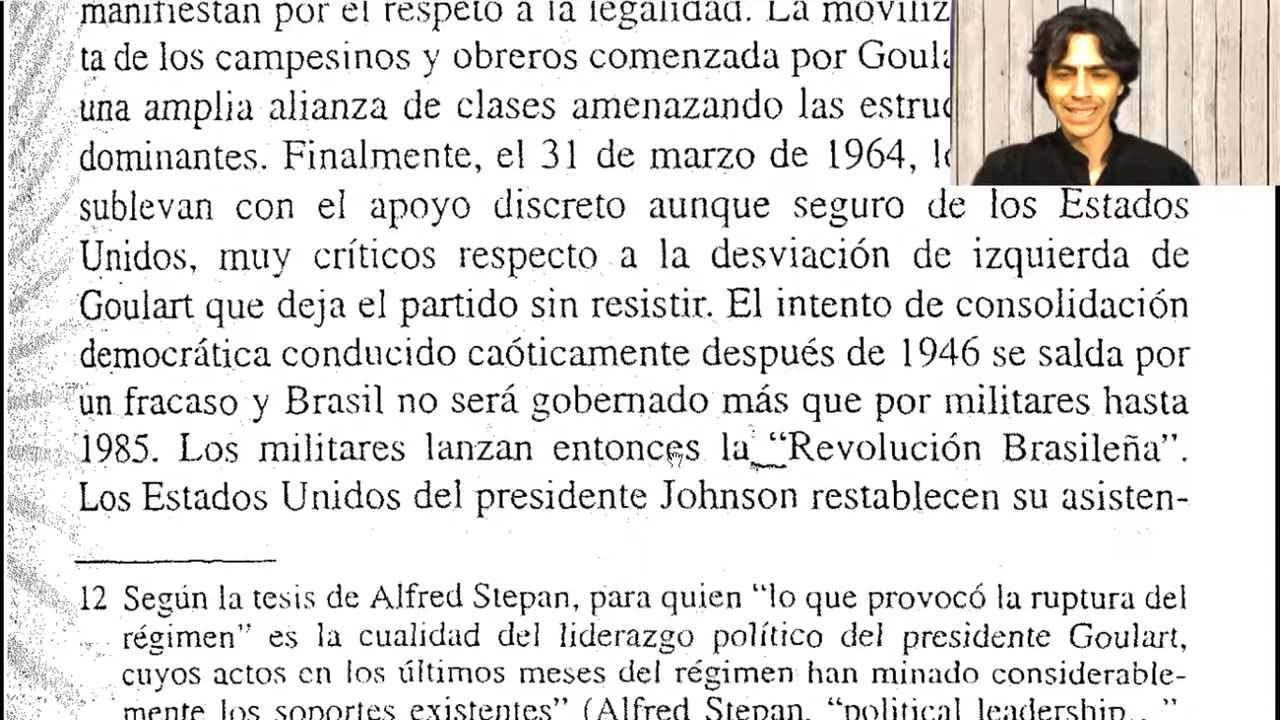 manifiestan por el respeto a la legalidad. La
ta de los campesinos y obreros comenzada por
una amplia alianza de clases amenazando las
dominantes. Finalmente, el 31 de marzo de 1964,
sublevan con el apoyo discreto aunque seguro de los Estados
Unidos, muy críticos respecto a la desviación de izquierda de
Goulart que deja el partido sin resistir. El intento de consolidación
democrática conducido caóticamente después de 1946 se salda por
un fracaso y Brasil no será gobernado más que por militares hasta
1985. Los militares lanzan entonces la “Revolución Brasileña”.
Los Estados Unidos del presidente Johnson restablecen su asisten-
12 Según la tesis de Alfred Stepan, para quien “lo que provocó la ruptura del
régimen” es la cualidad del liderazgo político del presidente Goulart,
cuyos actos en los últimos meses del régimen han minado considerable-
mente los soportes existentes” (Alfred Stepan, “political leadership...”